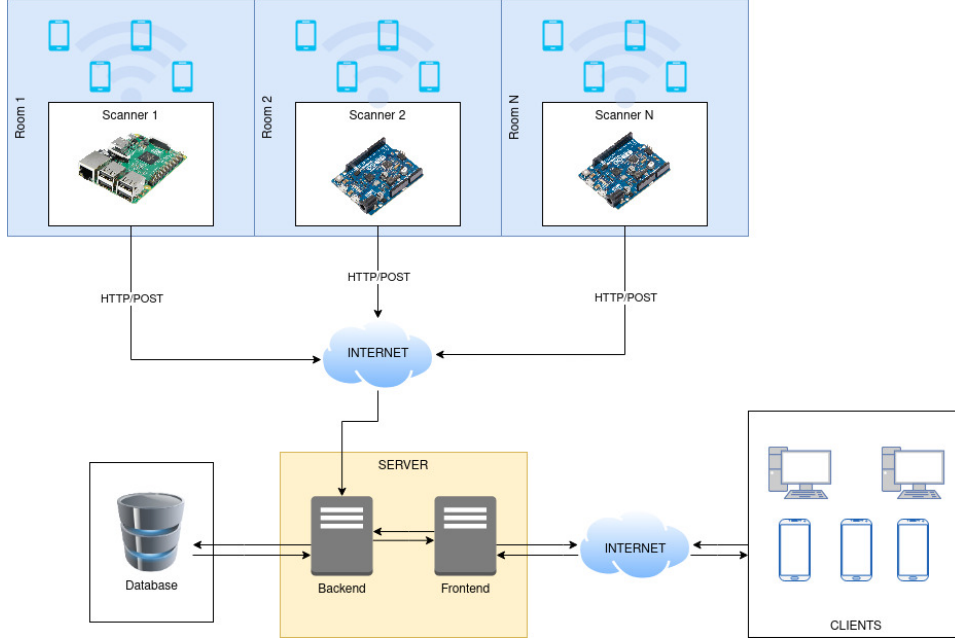 Room 1
Scanner 1
Room 2
Scanner 2
Room N
Scanner N
HTTP/POST
HTTP/POST
HTTP/POST
INTERNET
SERVER
Database
Backend
Frontend
INTERNET
CLIENTS